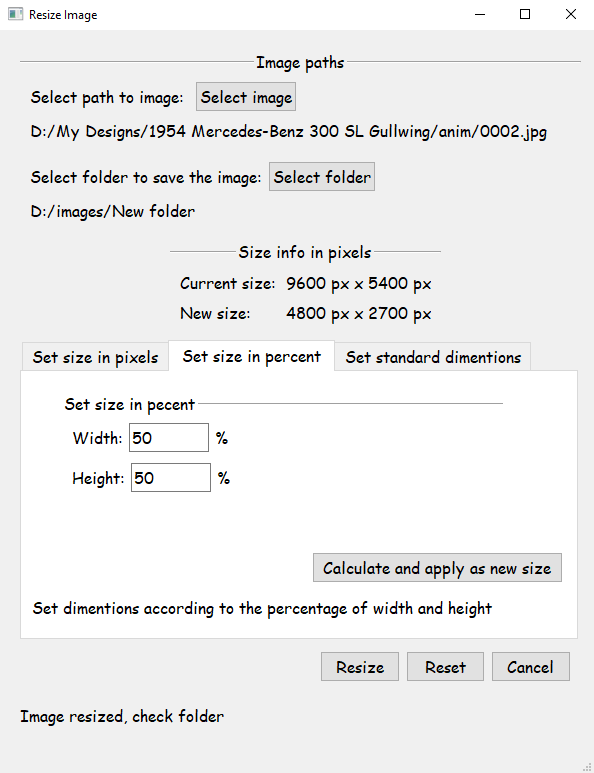 Resize Image
Image paths
Select path to image: Select image
D:/My Designs/1954 Mercedes-Benz 300 SL Gullwing/anim/0002.jpg
Select folder to save the image: Select folder
D:/images/New folder
Size info in pixels
Current size: 9600 px x 5400 px
New size: 4800 px x 2700 px
Set size in pixels Set size in percent Set standard dimentions
Set size in pecent
Width: 50 %
Height: 50 %
Calculate and apply as new size
Set dimentions according to the percentage of width and height
Resize Reset Cancel
Image resized, check folder